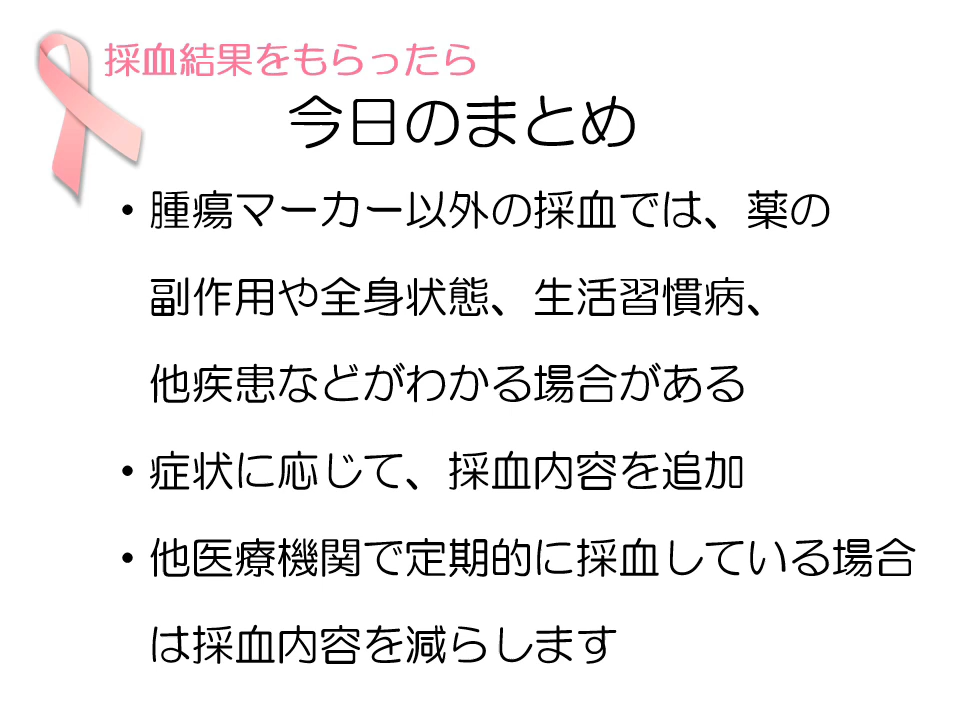 採血結果をもらったら
今日のまとめ
・腫瘍マーカー以外の採血では、薬の
副作用や全身状態、生活習慣病、
他疾患などがわかる場合がある
・症状に応じて、採血内容を追加
・他医療機関で定期的に採血している場合
は採血内容を減らします